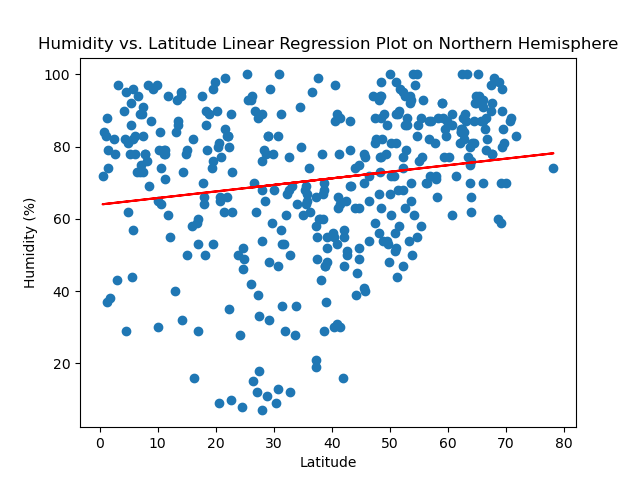 Humidity vs. Latitude Linear Regression Plot on Northern Hemisphere
100
80
60
40
20
Humidity (%)
0 10 20 30 40 50 60 70 80
Latitude